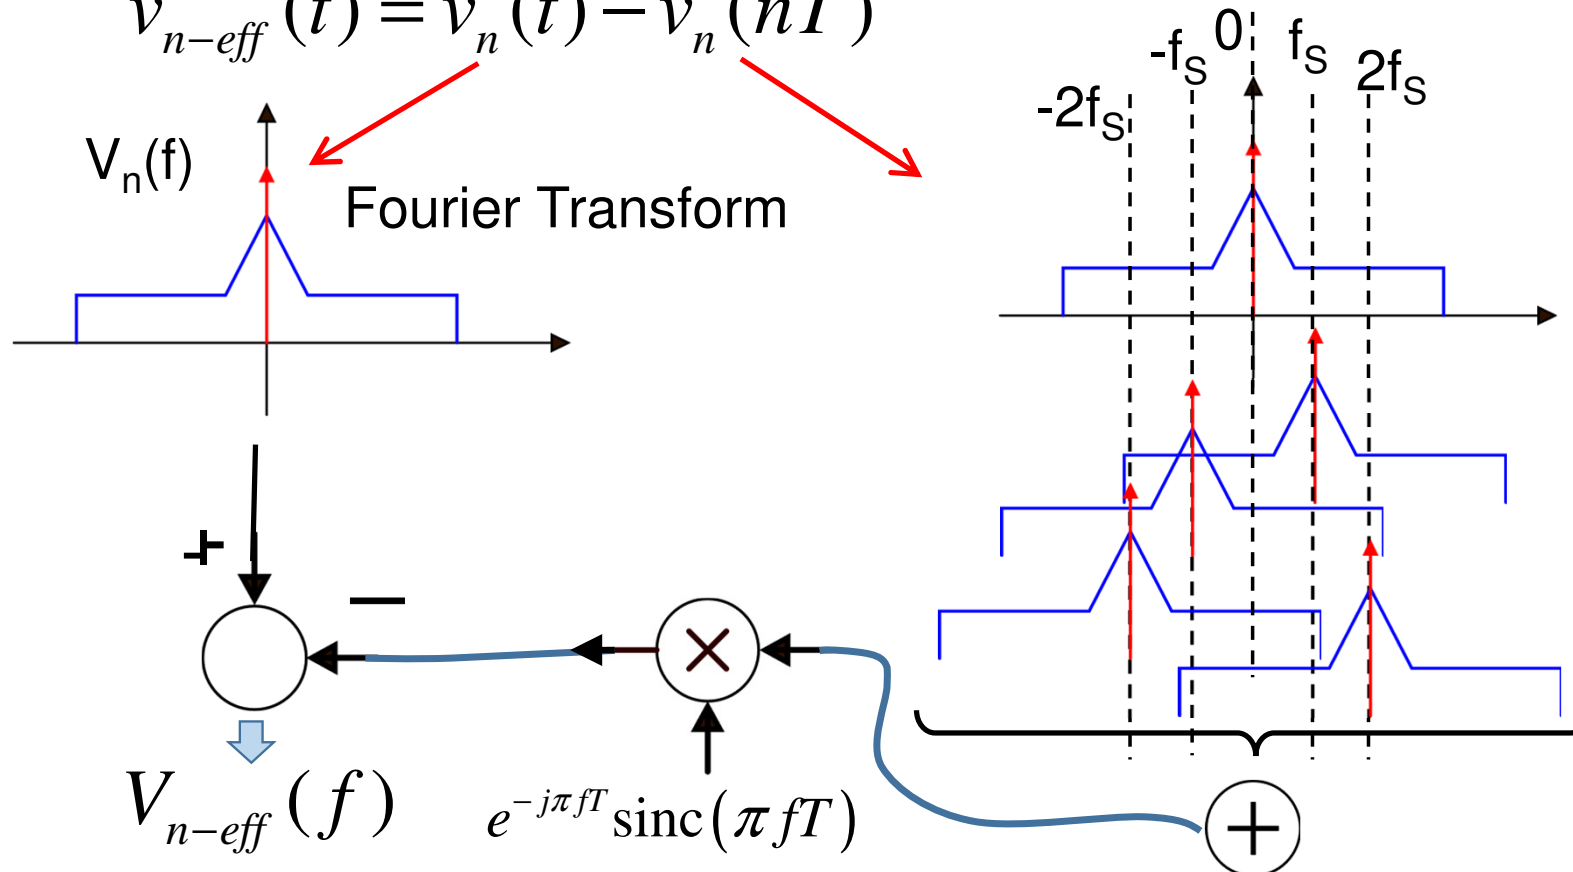 v_{n-eff}(t) = v_n(t) - v_n(nT)
-2f_S
-f_S
0
f_S
2f_S
V_n(f)
Fourier Transform
+
−
×
V_{n-eff}(f)
e^{-jπfT} sinc(πfT)
+